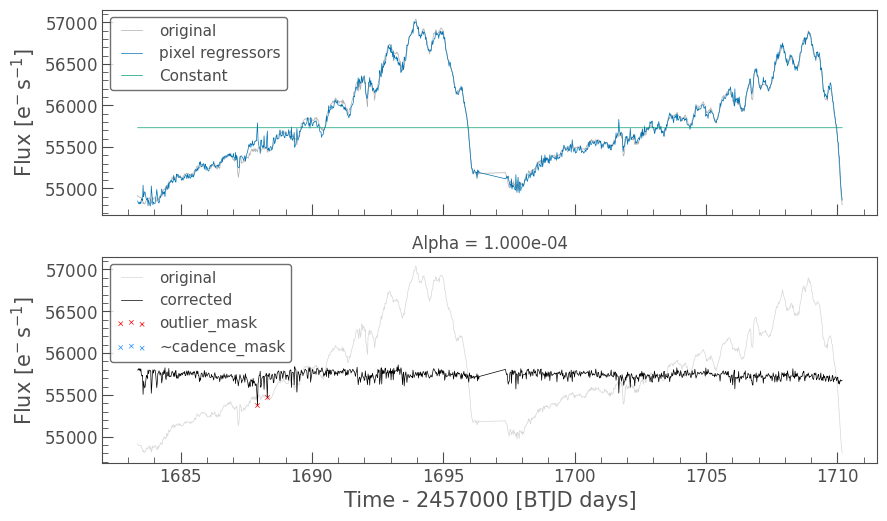 57000
56500
56000
55500
55000
Flux [e⁻ s⁻¹]
original
pixel regressors
Constant
Alpha = 1.000e-04
57000
56500
56000
55500
55000
Flux [e⁻ s⁻¹]
original
corrected
outlier_mask
~cadence_mask
1685 1690 1695 1700 1705 1710
Time - 2457000 [BTJD days]